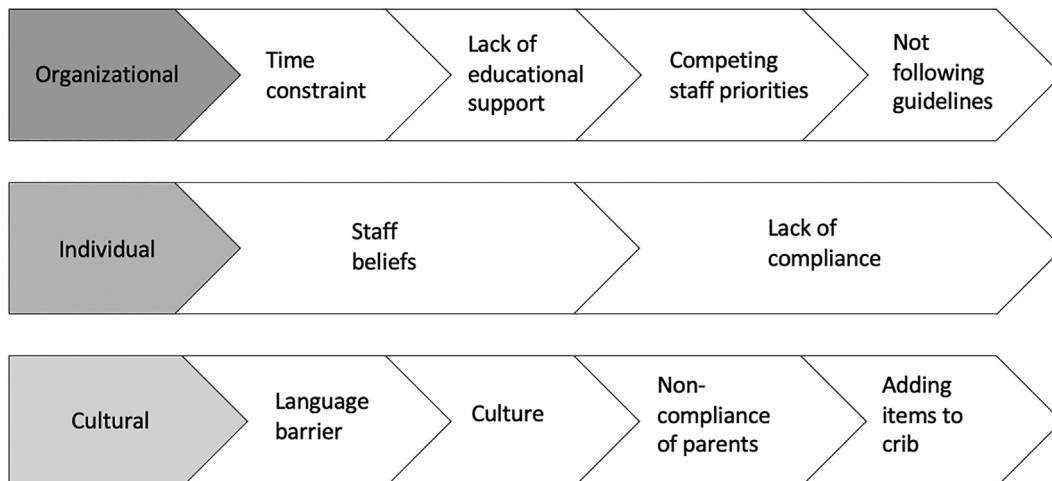 Organizational
Time
constraint
Lack of
educational
support
Competing
staff priorities
Not
following
guidelines
Individual
Staff
beliefs
Lack of
compliance
Cultural
Language
barrier
Culture
Non-
compliance
of parents
Adding
items to
crib